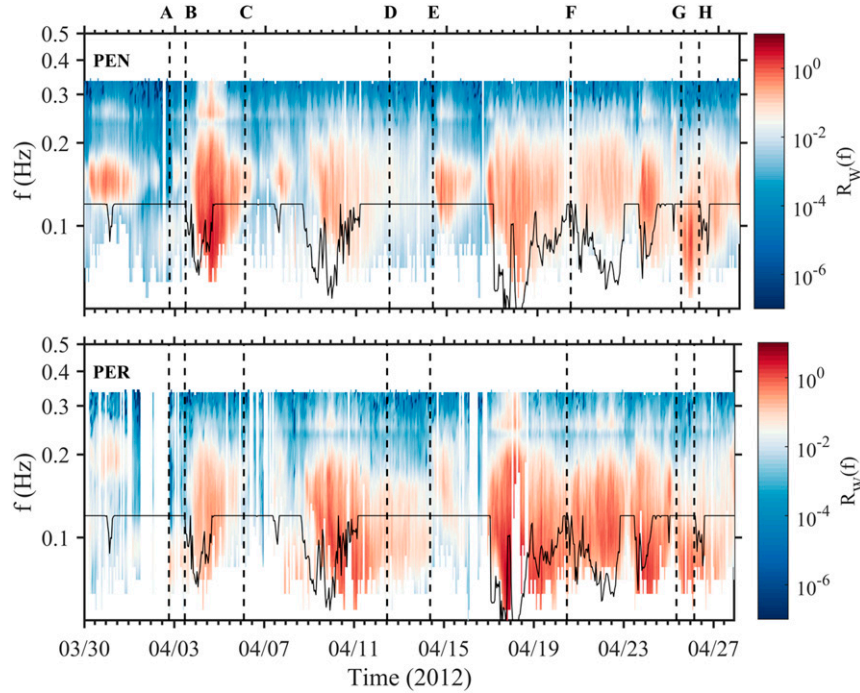 A B C D E F G H
0.5
PEN
0.4
0.3
0.2
0.1
f (Hz)
10^0
10^-2
10^-4
10^-6
R_W(f)
0.5
PER
0.4
0.3
0.2
0.1
f (Hz)
10^0
10^-2
10^-4
10^-6
R_W(f)
03/30 04/03 04/07 04/11 04/15 04/19 04/23 04/27
Time (2012)